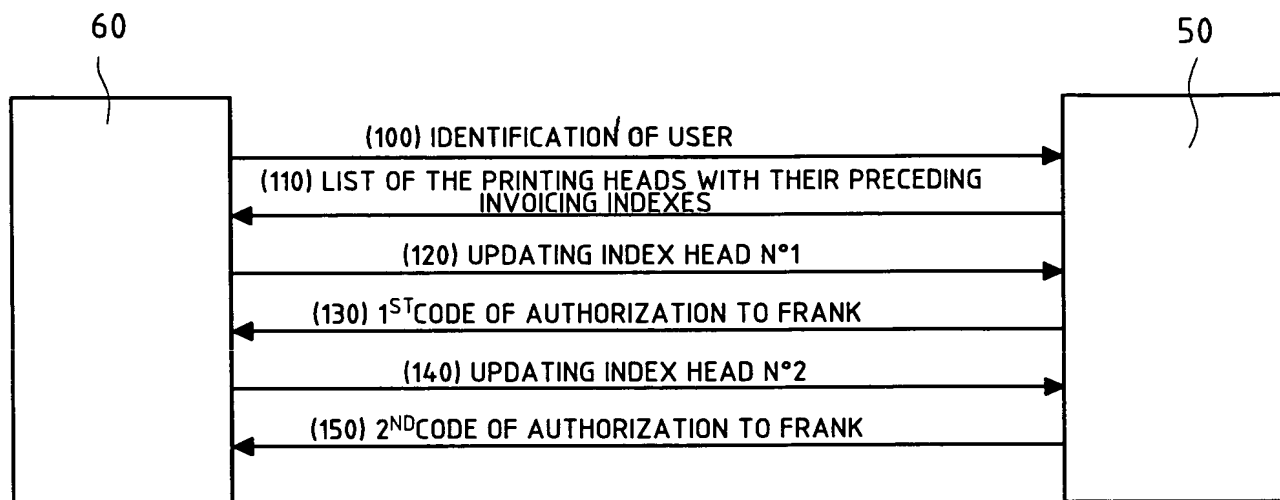 60
50
(100) IDENTIFICATION OF USER
(110) LIST OF THE PRINTING HEADS WITH THEIR PRECEDING
INVOICING INDEXES
(120) UPDATING INDEX HEAD N°1
(130) 1ST CODE OF AUTHORIZATION TO FRANK
(140) UPDATING INDEX HEAD N°2
(150) 2ND CODE OF AUTHORIZATION TO FRANK